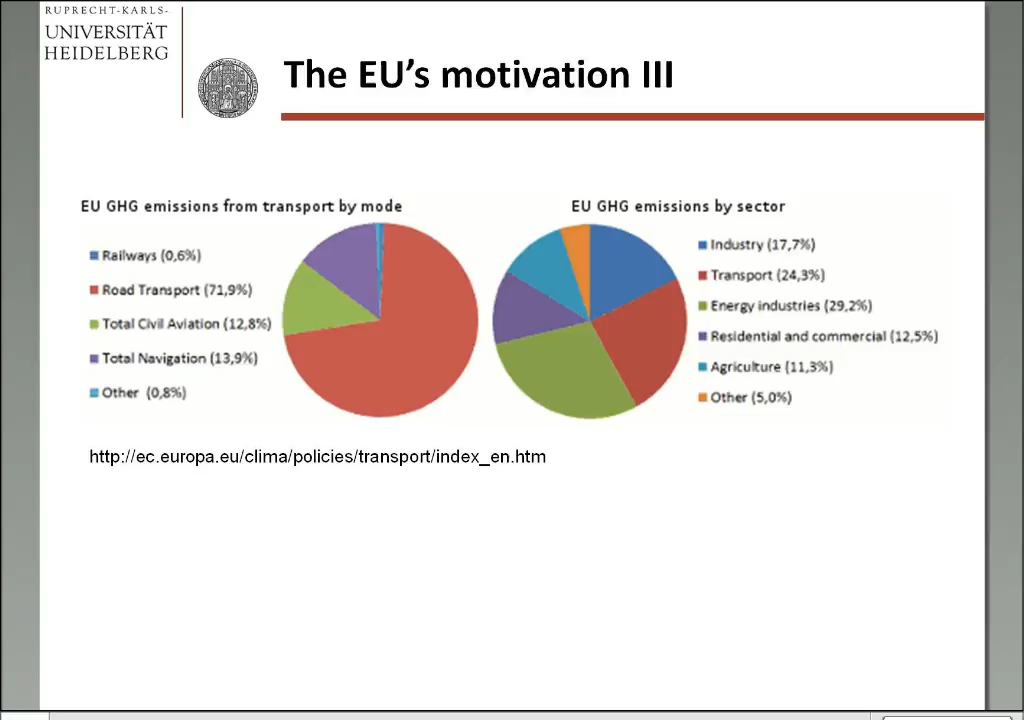 RUPRECHT-KARLS-
UNIVERSITÄT
HEIDELBERG
The EU’s motivation III
EU GHG emissions from transport by mode
Railways (0,6%)
Road Transport (71,9%)
Total Civil Aviation (12,8%)
Total Navigation (13,9%)
Other (0,8%)
EU GHG emissions by sector
Industry (17,7%)
Transport (24,3%)
Energy industries (29,2%)
Residential and commercial (12,5%)
Agriculture (11,3%)
Other (5,0%)
http://ec.europa.eu/clima/policies/transport/index_en.htm